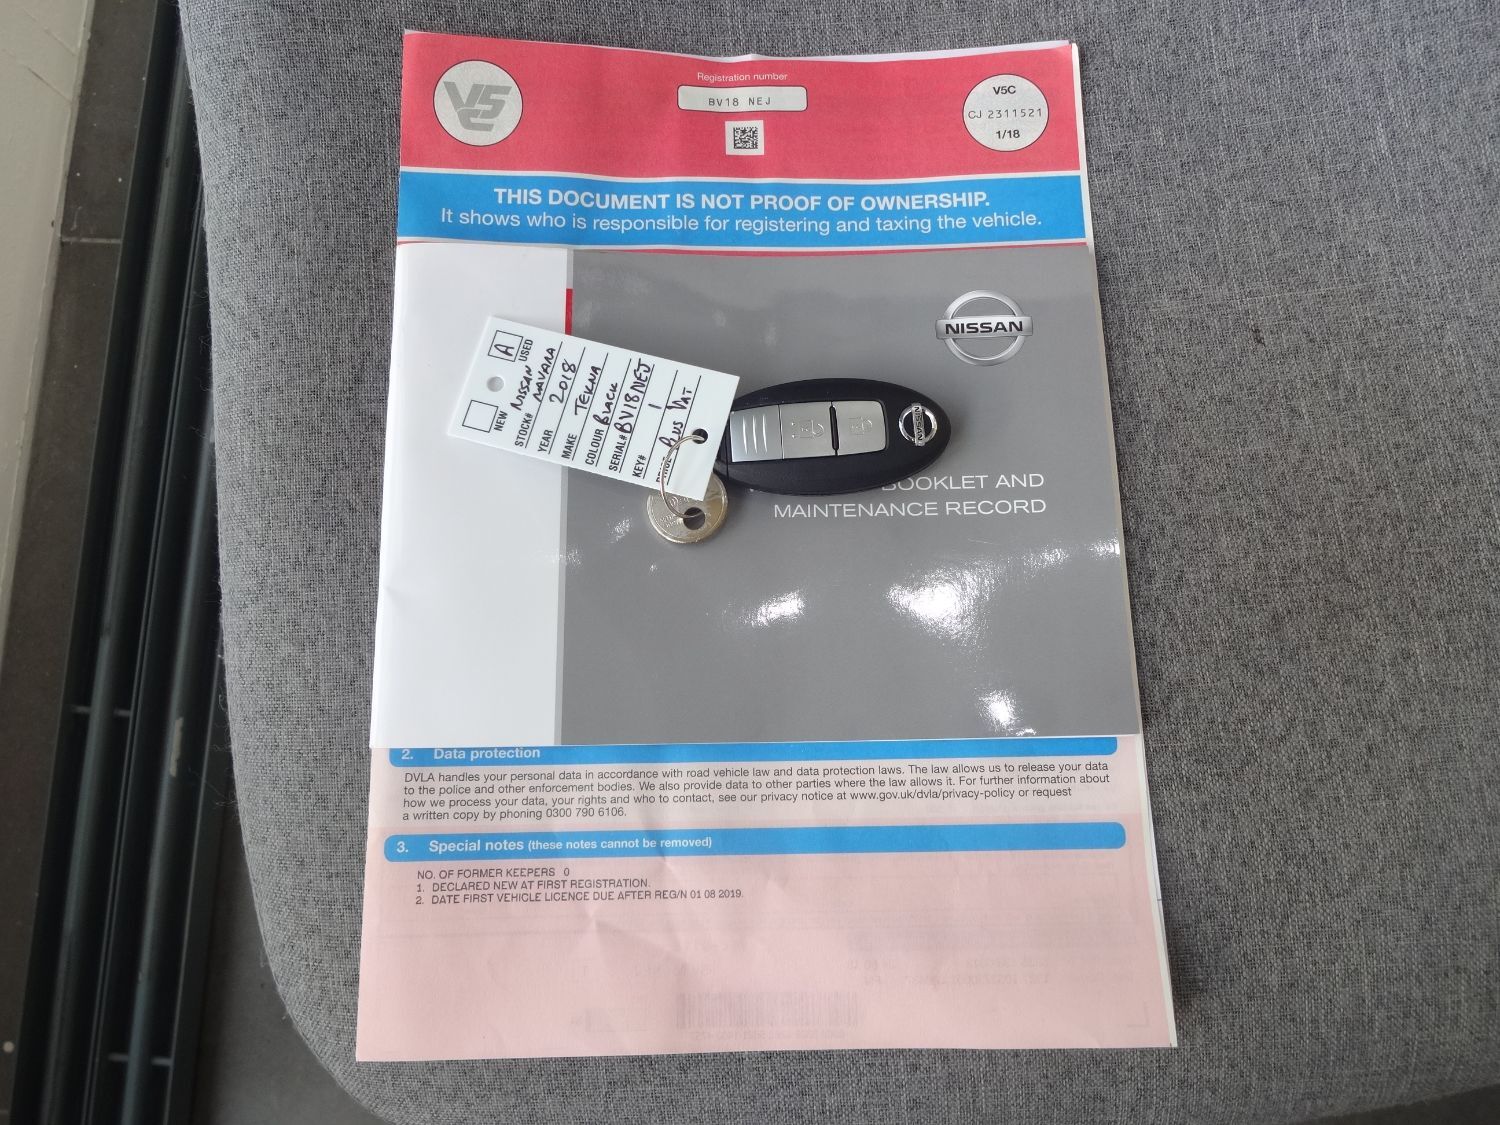 V5C
Registration number
BV18 NEJ
V5C
CJ 2311521
1/18
THIS DOCUMENT IS NOT PROOF OF OWNERSHIP.
It shows who is responsible for registering and taxing the vehicle.
NISSAN
NEW
A USED
STOCK# NISSAN NAVARA
YEAR 2018
MAKE TEKNA
COLOUR BLACK
SERIAL# BV18NEJ
KEY# 1
PLUS VAT
NISSAN
BOOKLET AND
MAINTENANCE RECORD
2. Data protection
DVLA handles your personal data in accordance with road vehicle law and data protection laws. The law allows us to release your data
to the police and other enforcement bodies. We also provide data to other parties where the law allows it. For further information about
how we process your data, your rights and who to contact, see our privacy notice at www.gov.uk/dvla/privacy-policy or request
a written copy by phoning 0300 790 6106.
3. Special notes (these notes cannot be removed)
NO. OF FORMER KEEPERS 0
1. DECLARED NEW AT FIRST REGISTRATION.
2. DATE FIRST VEHICLE LICENCE DUE AFTER REG/N 01 08 2019.